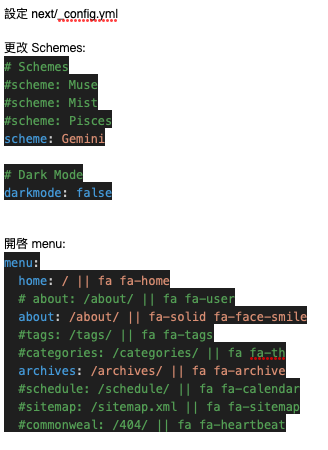 設定 next/_config.yml
更改 Schemes:
# Schemes
#scheme: Muse
#scheme: Mist
#scheme: Pisces
scheme: Gemini
# Dark Mode
darkmode: false
開啓 menu:
menu:
  home: / || fa fa-home
  # about: /about/ || fa fa-user
  about: /about/ || fa-solid fa-face-smile
  #tags: /tags/ || fa fa-tags
  #categories: /categories/ || fa fa-th
  archives: /archives/ || fa fa-archive
  #schedule: /schedule/ || fa fa-calendar
  #sitemap: /sitemap.xml || fa fa-sitemap
  #commonweal: /404/ || fa fa-heartbeat